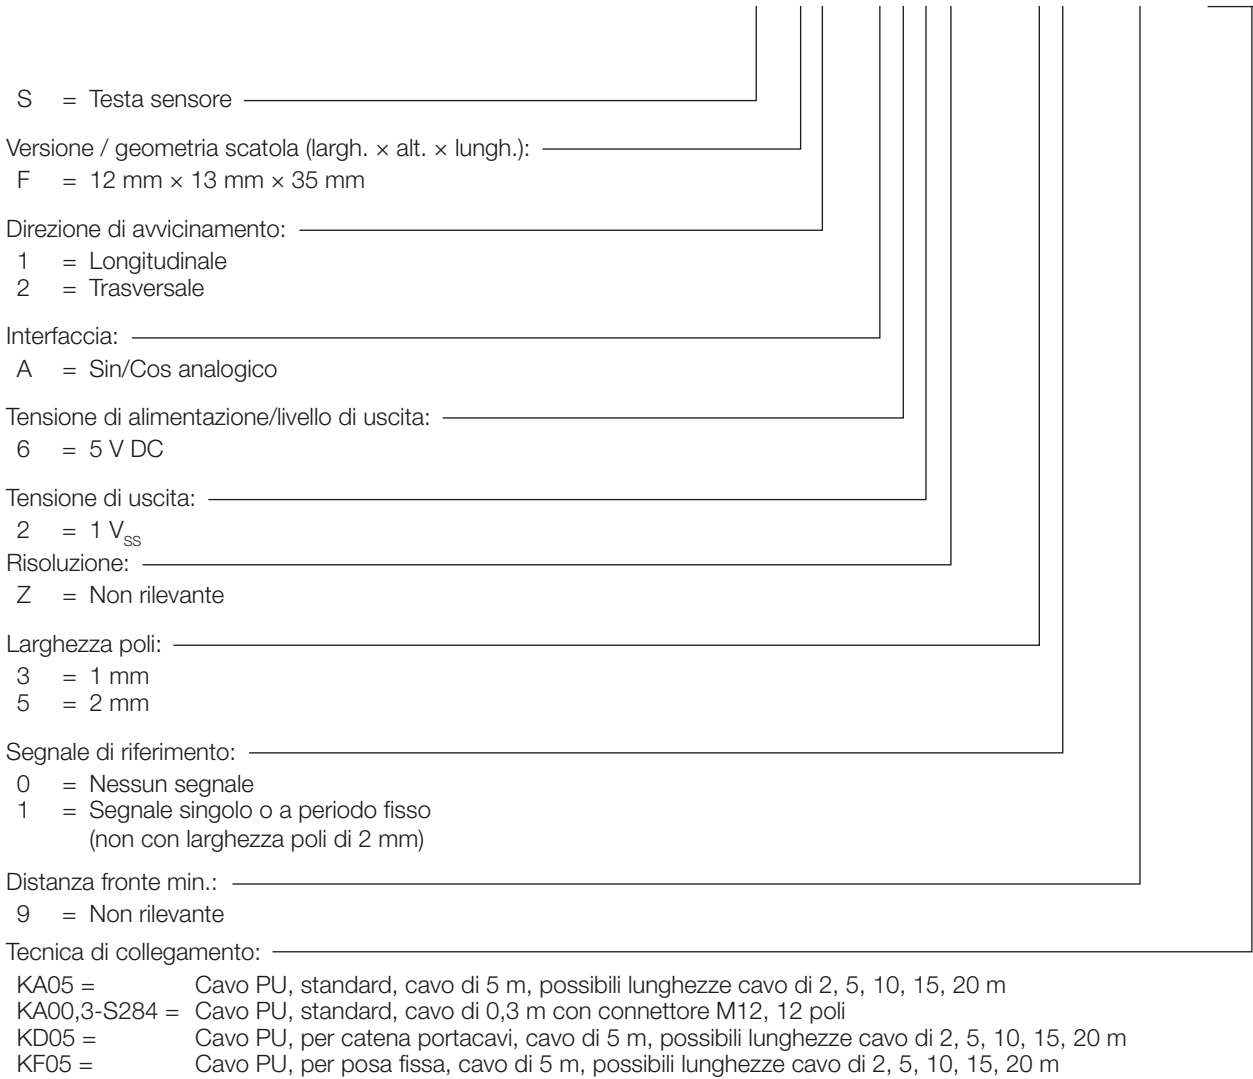 S = Testa sensore
Versione / geometria scatola (largh. × alt. × lungh.):
F = 12 mm × 13 mm × 35 mm
Direzione di avvicinamento:
1 = Longitudinale
2 = Trasversale
Interfaccia:
A = Sin/Cos analogico
Tensione di alimentazione/livello di uscita:
6 = 5 V DC
Tensione di uscita:
2 = 1 VSS
Risoluzione:
Z = Non rilevante
Larghezza poli:
3 = 1 mm
5 = 2 mm
Segnale di riferimento:
0 = Nessun segnale
1 = Segnale singolo o a periodo fisso
(non con larghezza poli di 2 mm)
Distanza fronte min.:
9 = Non rilevante
Tecnica di collegamento:
KA05 = Cavo PU, standard, cavo di 5 m, possibili lunghezze cavo di 2, 5, 10, 15, 20 m
KA00,3-S284 = Cavo PU, standard, cavo di 0,3 m con connettore M12, 12 poli
KD05 = Cavo PU, per catena portacavi, cavo di 5 m, possibili lunghezze cavo di 2, 5, 10, 15, 20 m
KF05 = Cavo PU, per posa fissa, cavo di 5 m, possibili lunghezze cavo di 2, 5, 10, 15, 20 m